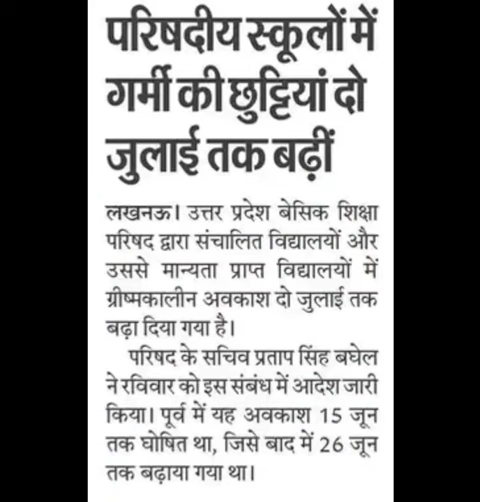 परिषदीय स्कूलों में
गर्मी की छुट्टियां दो
जुलाई तक बढ़ीं
लखनऊ। उत्तर प्रदेश बेसिक शिक्षा
परिषद द्वारा संचालित विद्यालयों और
उससे मान्यता प्राप्त विद्यालयों में
ग्रीष्मकालीन अवकाश दो जुलाई तक
बढ़ा दिया गया है।
परिषद के सचिव प्रताप सिंह बघेल
ने रविवार को इस संबंध में आदेश जारी
किया। पूर्व में यह अवकाश 15 जून
तक घोषित था, जिसे बाद में 26 जून
तक बढ़ाया गया था।